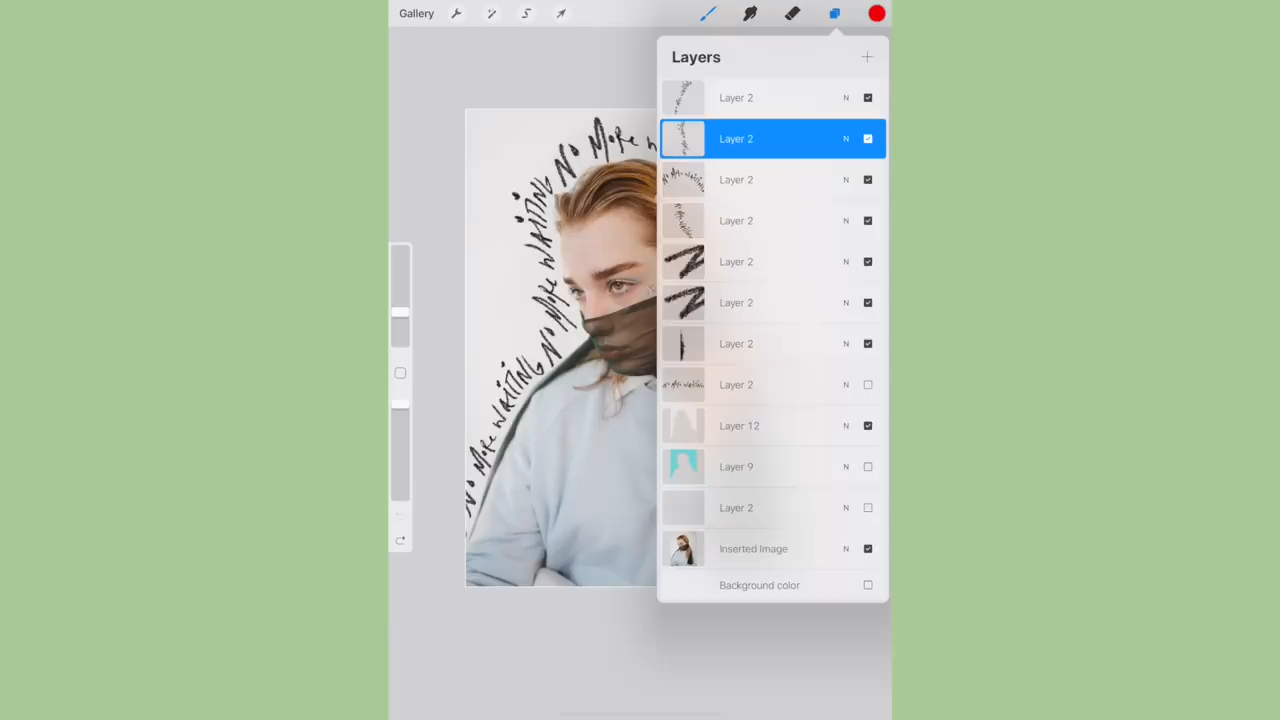 Gallery
Layers
Layer 2 N
Layer 2 N
Layer 2 N
Layer 2 N
Layer 2 N
Layer 2 N
Layer 2 N
Layer 2 N
Layer 12 N
Layer 9 N
Layer 2 N
Inserted Image N
Background color
No More WAITING No More WAITING No More